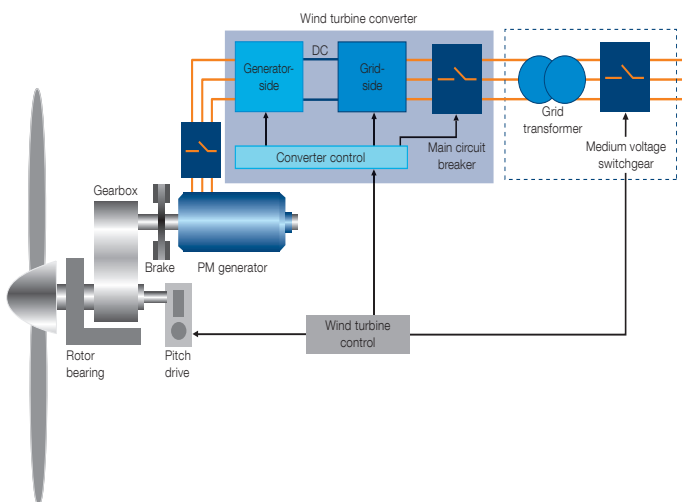 Wind turbine converter
DC
Generator-
side
Grid-
side
Converter control
Main circuit
breaker
Grid
transformer
Medium voltage
switchgear
Gearbox
Brake
PM generator
Rotor
bearing
Pitch
drive
Wind turbine
control